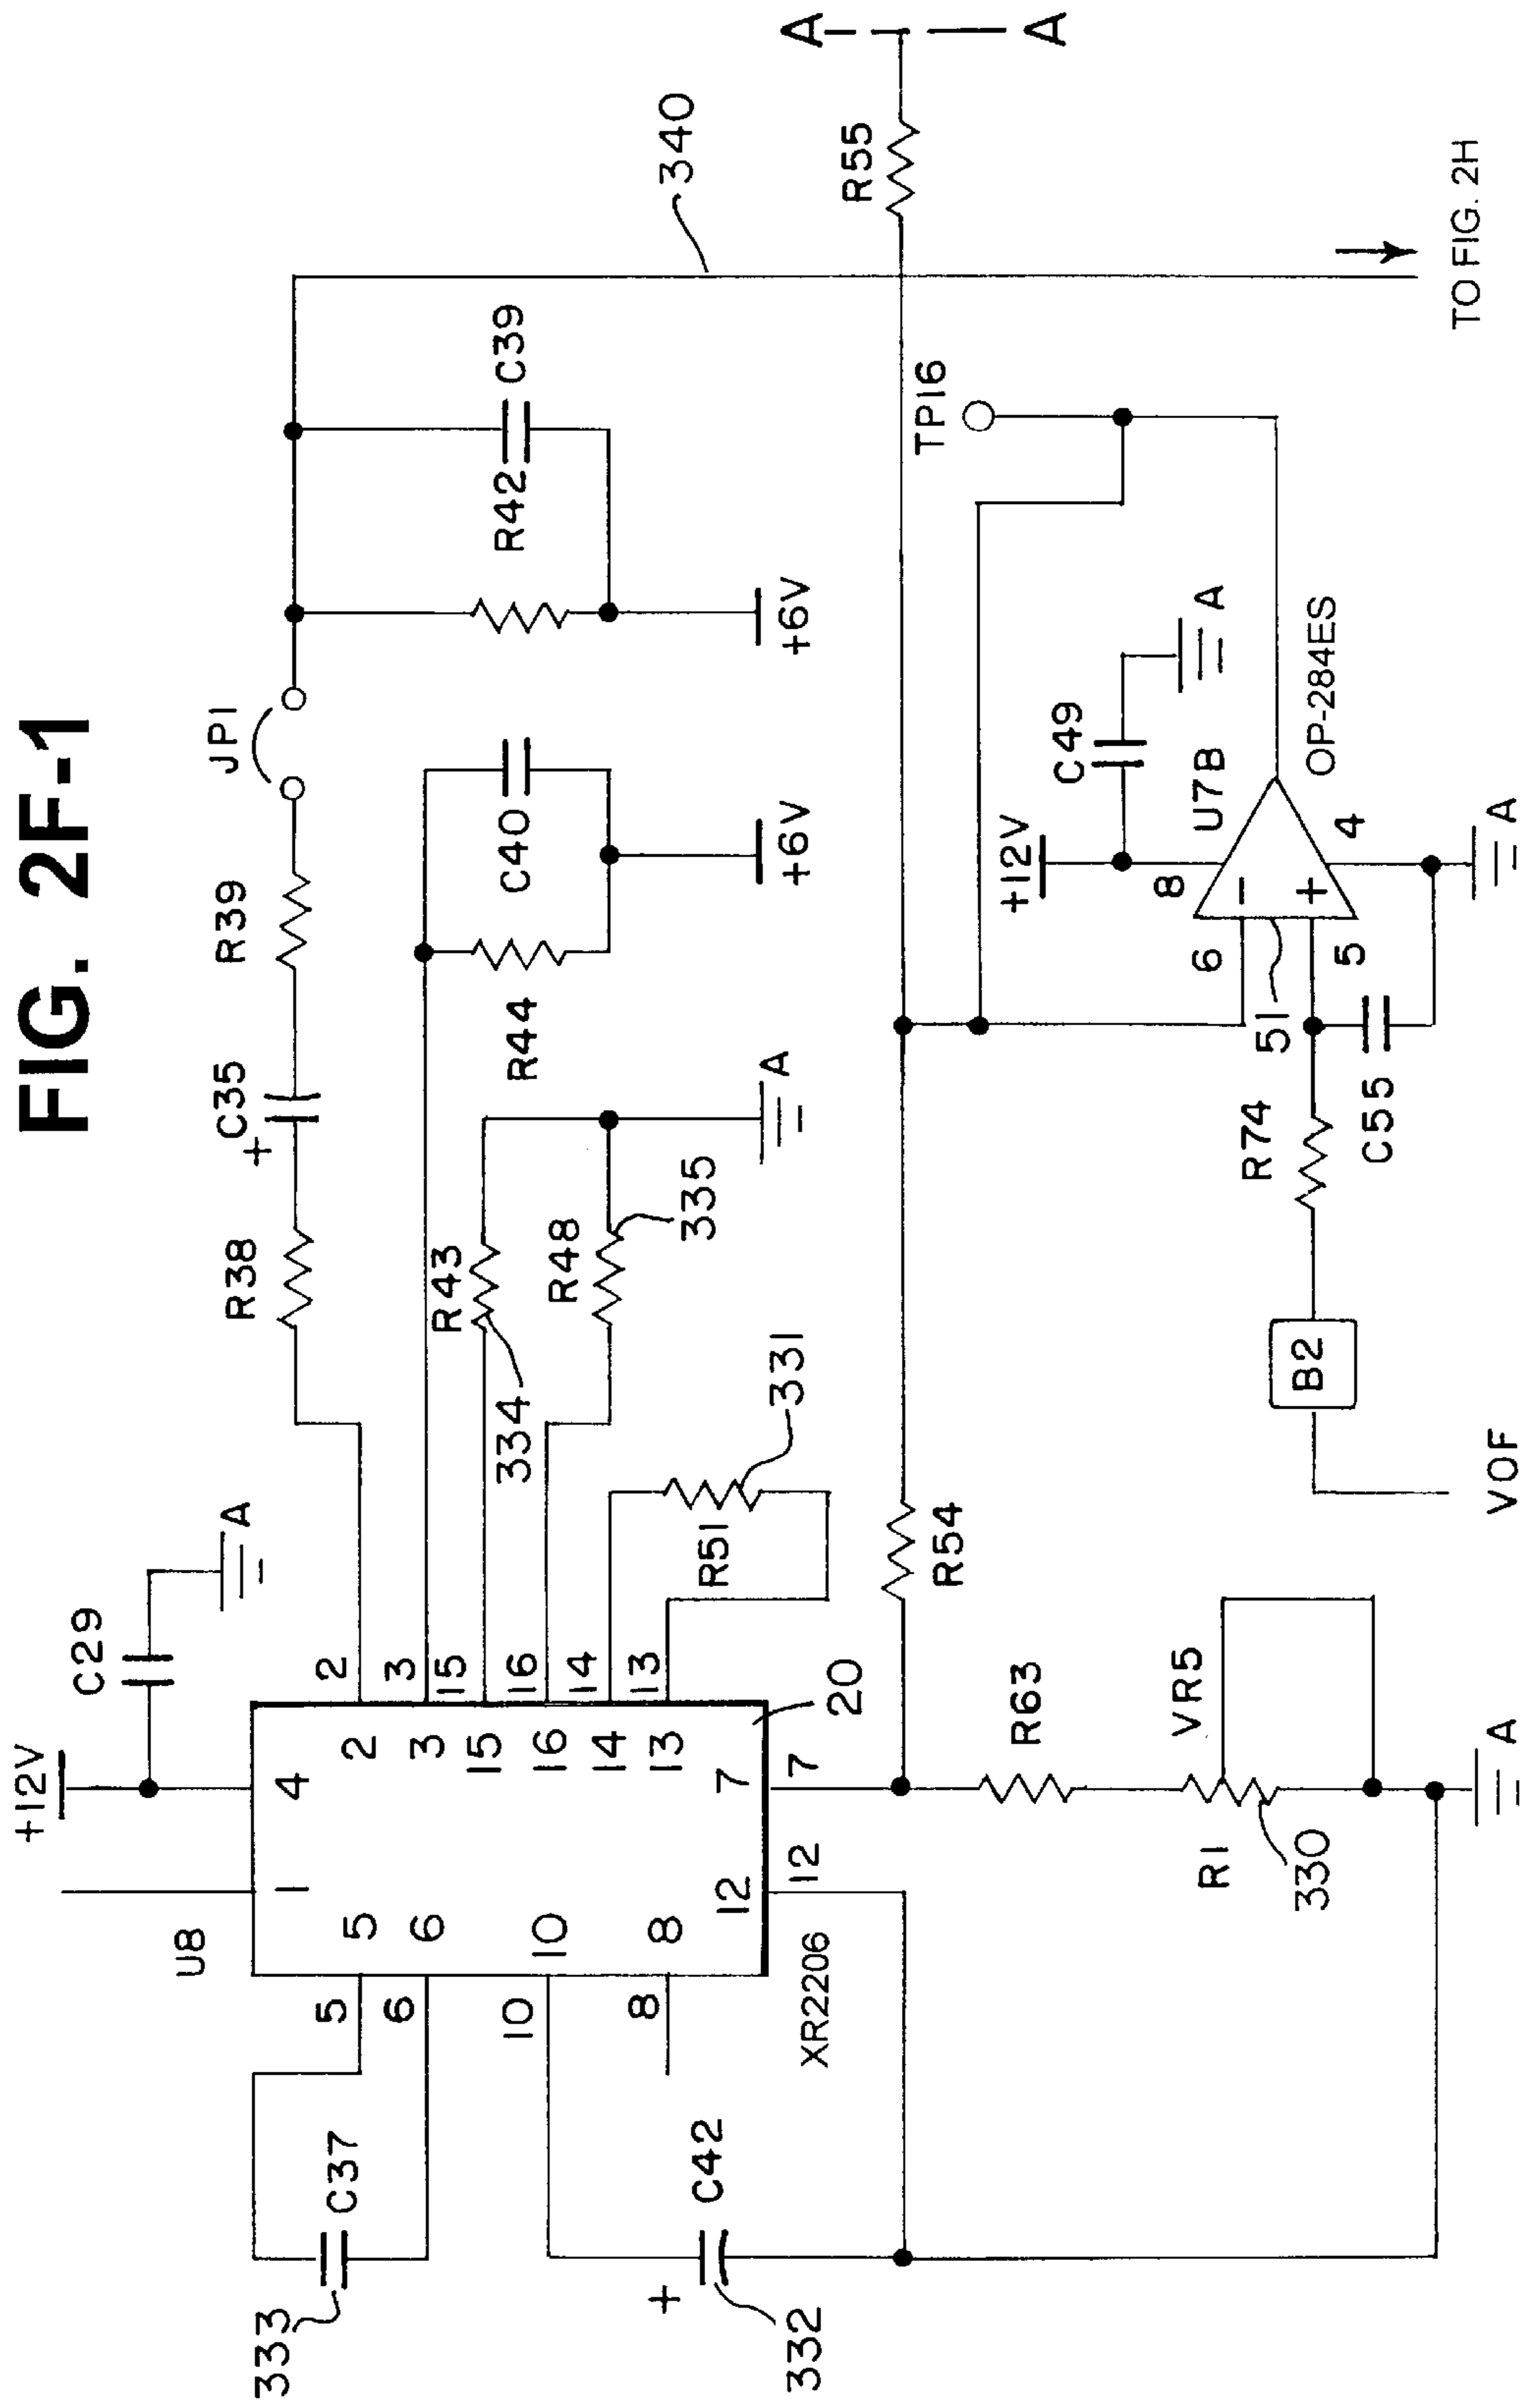 FIG. 2F-1
+12V
C29
A
U8
1
4
5
6
10
8
12
7
2
3
15
16
14
13
5
6
10
8
12
7
2
3
15
16
14
13
20
XR2206
333
C37
332
C42
+
R38
C35
+
R39
JP1
R42
C39
+6V
340
R44
C40
+6V
R43
334
R48
335
A
R51
331
R54
R55
A
A
R63
VR5
R1
330
A
TP16
+12V
C49
A
8
U7B
6
-
+
5
4
51
OP-284ES
R74
C55
A
B2
VOF
TO FIG. 2H